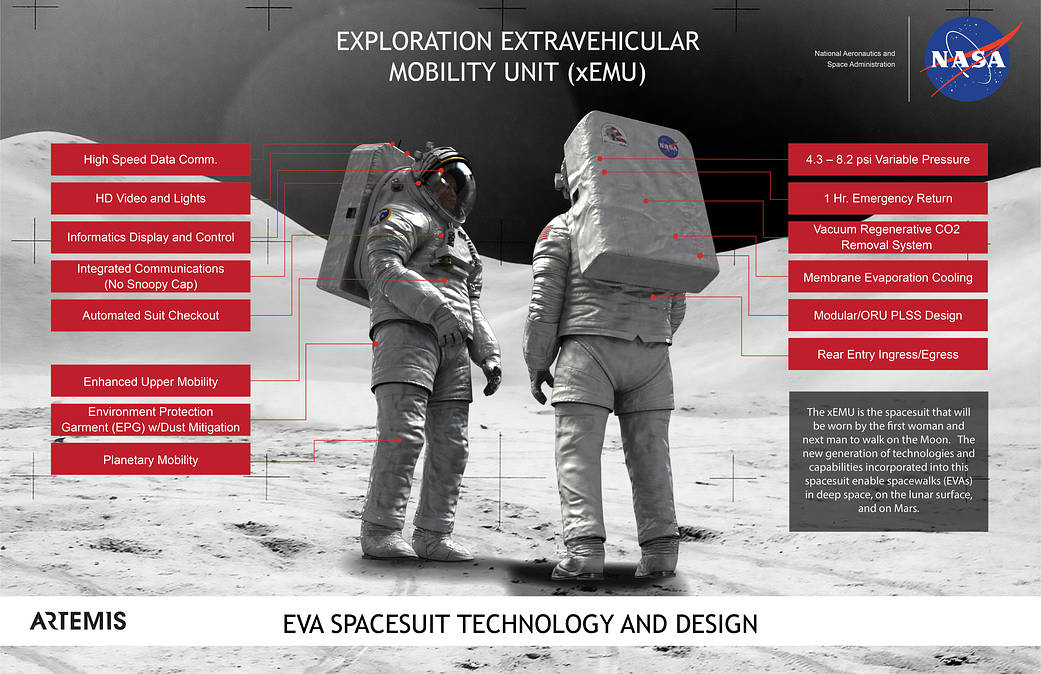 EXPLORATION EXTRAVEHICULAR
MOBILITY UNIT (xEMU)
National Aeronautics and
Space Administration
NASA
High Speed Data Comm.
HD Video and Lights
Informatics Display and Control
Integrated Communications
(No Snoopy Cap)
Automated Suit Checkout
Enhanced Upper Mobility
Environment Protection
Garment (EPG) w/Dust Mitigation
Planetary Mobility
NASA
4.3 – 8.2 psi Variable Pressure
1 Hr. Emergency Return
Vacuum Regenerative CO2
Removal System
Membrane Evaporation Cooling
Modular/ORU PLSS Design
Rear Entry Ingress/Egress
The xEMU is the spacesuit that will
be worn by the first woman and
next man to walk on the Moon.  The
new generation of technologies and
capabilities incorporated into this
spacesuit enable spacewalks (EVAs)
in deep space, on the lunar surface,
and on Mars.
ARTEMIS
EVA SPACESUIT TECHNOLOGY AND DESIGN